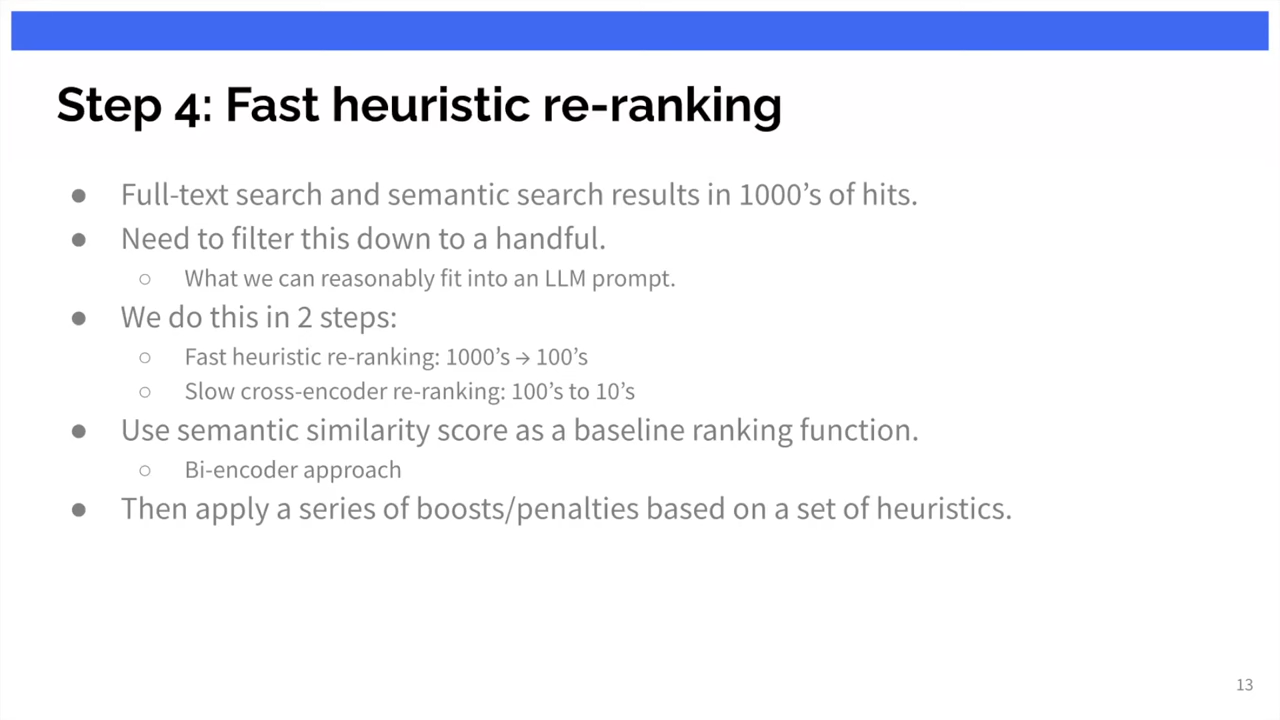 Step 4: Fast heuristic re-ranking
● Full-text search and semantic search results in 1000’s of hits.
● Need to filter this down to a handful.
○ What we can reasonably fit into an LLM prompt.
● We do this in 2 steps:
○ Fast heuristic re-ranking: 1000’s → 100’s
○ Slow cross-encoder re-ranking: 100’s to 10’s
● Use semantic similarity score as a baseline ranking function.
○ Bi-encoder approach
● Then apply a series of boosts/penalties based on a set of heuristics.
13